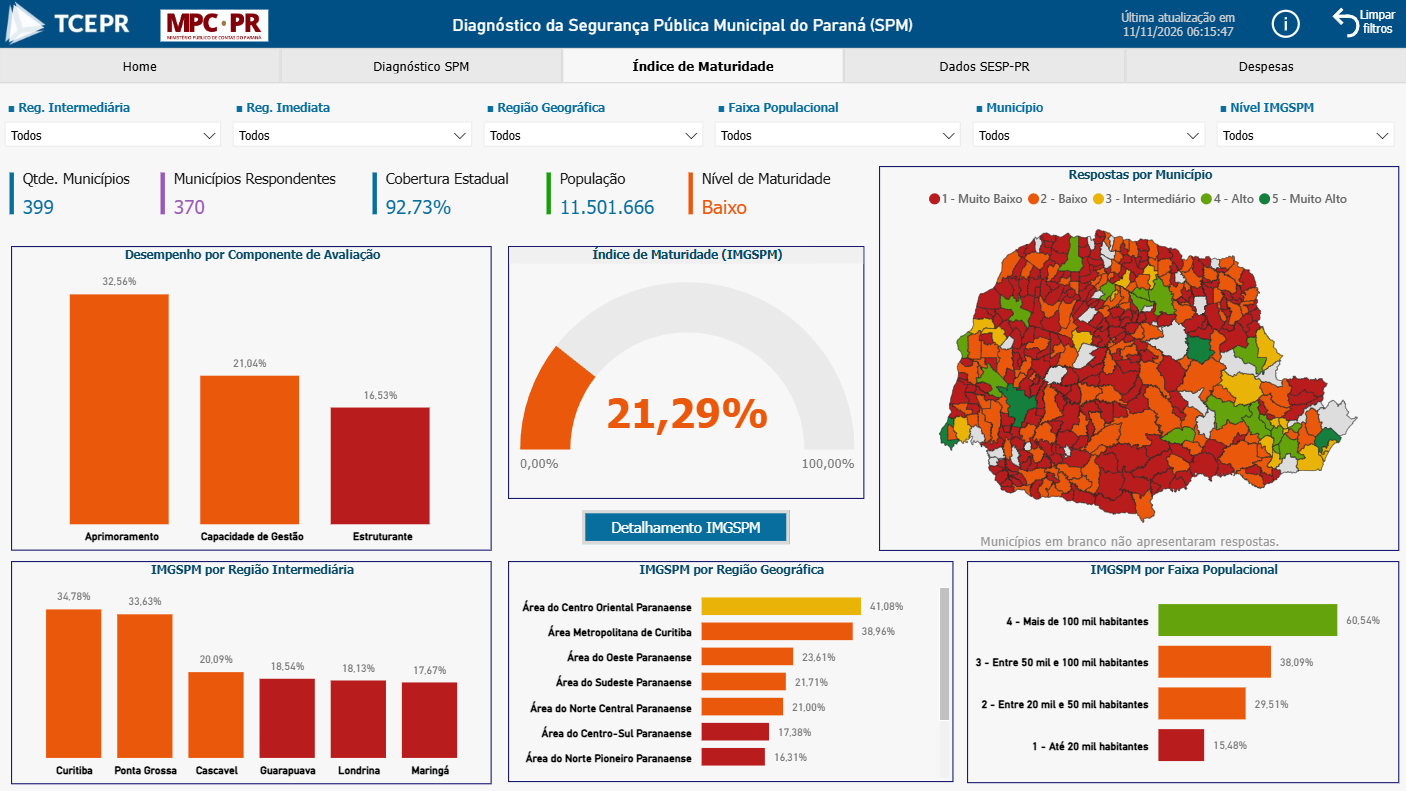 TCEPR
MPC•PR
MINISTÉRIO PÚBLICO DE CONTAS DO PARANÁ
Diagnóstico da Segurança Pública Municipal do Paraná (SPM)
Última atualização em
11/11/2026 06:15:47
Limpar
filtros
Home
Diagnóstico SPM
Índice de Maturidade
Dados SESP-PR
Despesas
Reg. Intermediária
Reg. Imediata
Região Geográfica
Faixa Populacional
Município
Nível IMGSPM
Todos
Todos
Todos
Todos
Todos
Todos
Qtde. Municípios
399
Municípios Respondentes
370
Cobertura Estadual
92,73%
População
11.501.666
Nível de Maturidade
Baixo
Respostas por Município
1 - Muito Baixo
2 - Baixo
3 - Intermediário
4 - Alto
5 - Muito Alto
Municípios em branco não apresentaram respostas.
Desempenho por Componente de Avaliação
32,56%
21,04%
16,53%
Aprimoramento
Capacidade de Gestão
Estruturante
Índice de Maturidade (IMGSPM)
21,29%
0,00%
100,00%
Detalhamento IMGSPM
IMGSPM por Região Intermediária
34,78%
33,63%
20,09%
18,54%
18,13%
17,67%
Curitiba
Ponta Grossa
Cascavel
Guarapuava
Londrina
Maringá
IMGSPM por Região Geográfica
Área do Centro Oriental Paranaense 41,08%
Área Metropolitana de Curitiba 38,96%
Área do Oeste Paranaense 23,61%
Área do Sudeste Paranaense 21,71%
Área do Norte Central Paranaense 21,00%
Área do Centro-Sul Paranaense 17,38%
Área do Norte Pioneiro Paranaense 16,31%
IMGSPM por Faixa Populacional
4 - Mais de 100 mil habitantes 60,54%
3 - Entre 50 mil e 100 mil habitantes 38,09%
2 - Entre 20 mil e 50 mil habitantes 29,51%
1 - Até 20 mil habitantes 15,48%